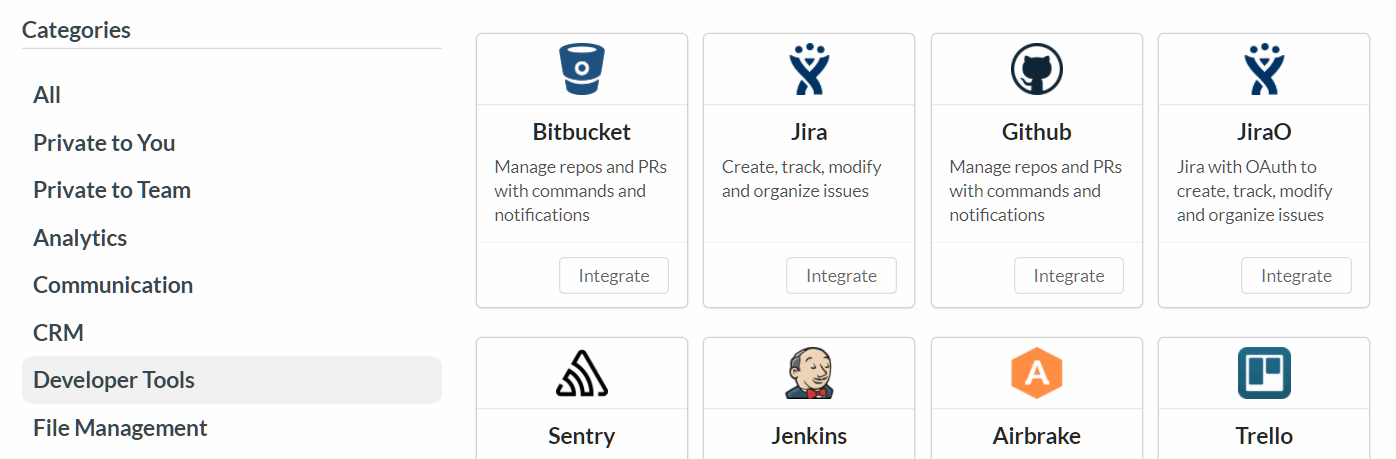 Categories
All
Private to You
Private to Team
Analytics
Communication
CRM
Developer Tools
File Management
Bitbucket
Manage repos and PRs
with commands and
notifications
Integrate
Jira
Create, track, modify
and organize issues
Integrate
Github
Manage repos and PRs
with commands and
notifications
Integrate
JiraO
Jira with OAuth to
create, track, modify
and organize issues
Integrate
Sentry
Jenkins
A
Airbrake
Trello